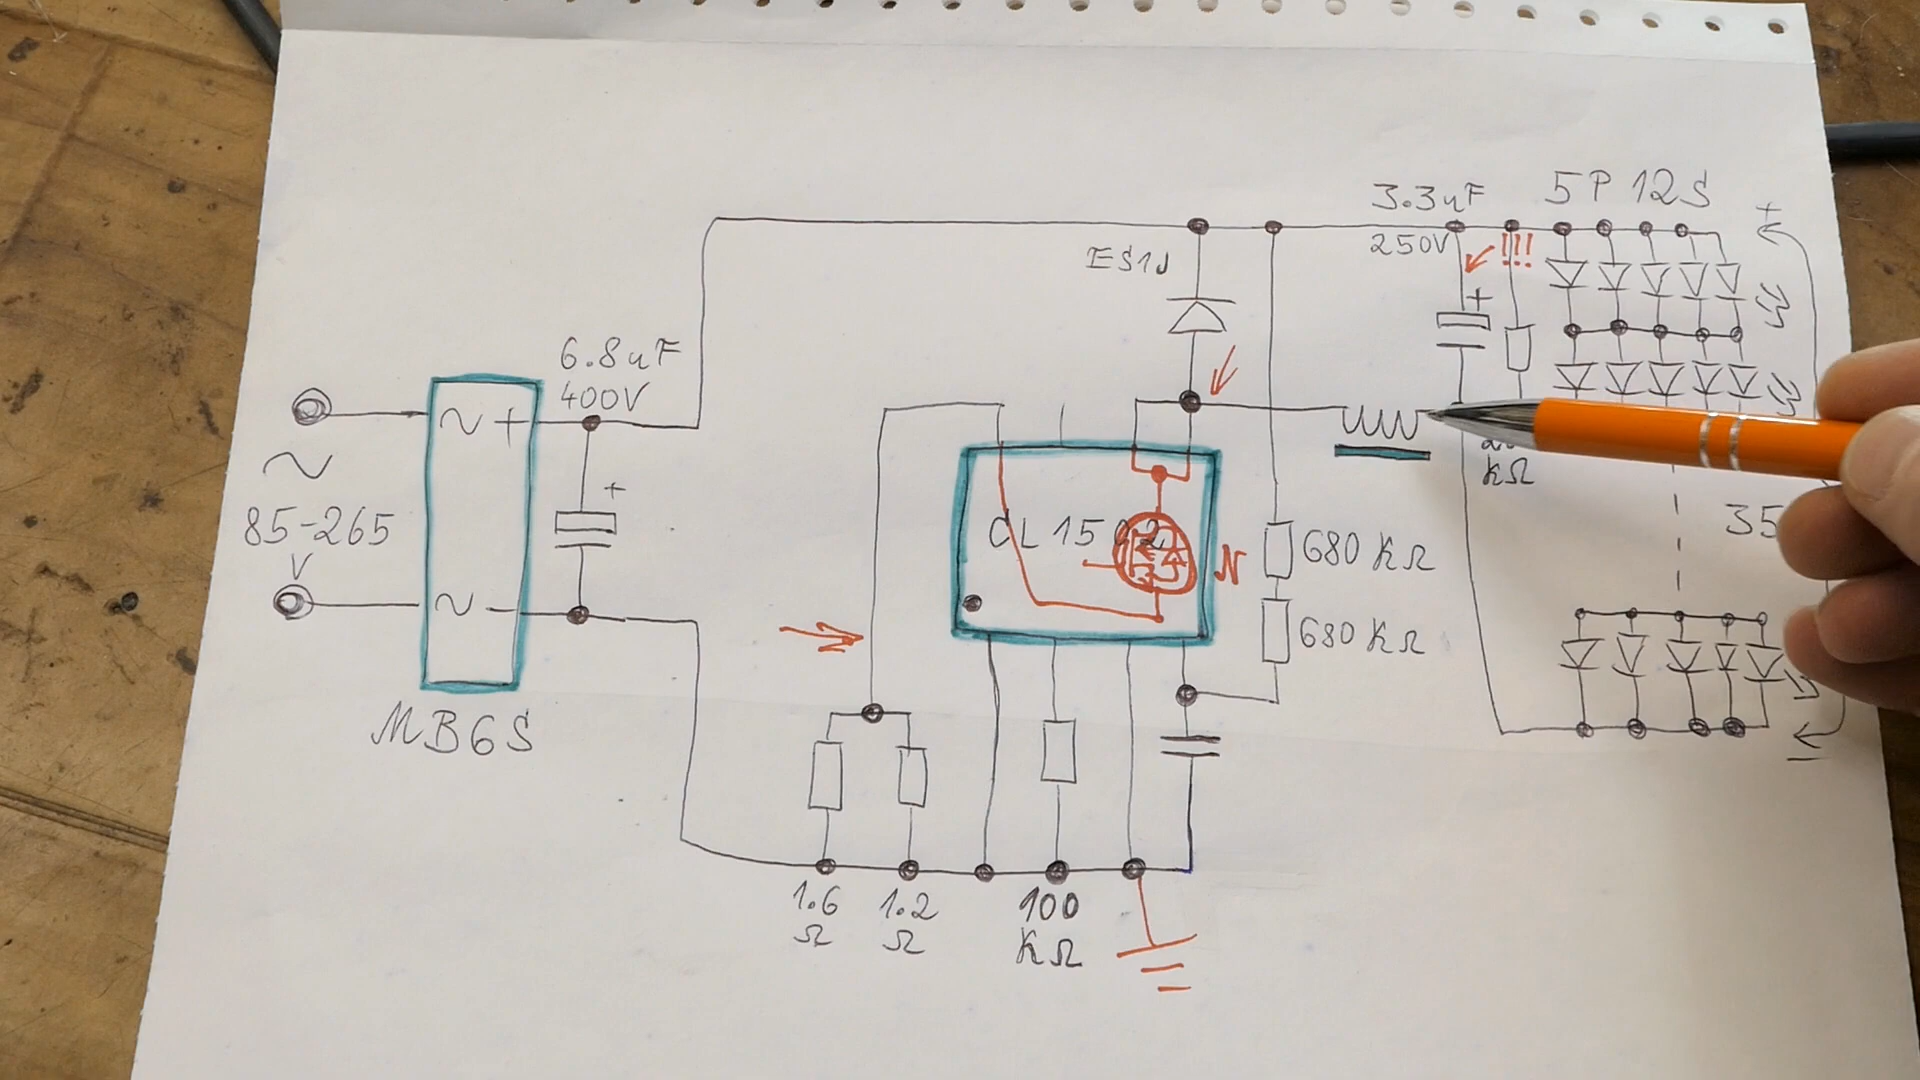 3.3uF
250V
!!!
5P 12S
+
ES1J
6.8uF
400V
+
+
~ +
~
85-265
V
~ -
MB6S
CL1502
N
KΩ
35
680 KΩ
680 KΩ
-
1.6
Ω
1.2
Ω
100
KΩ